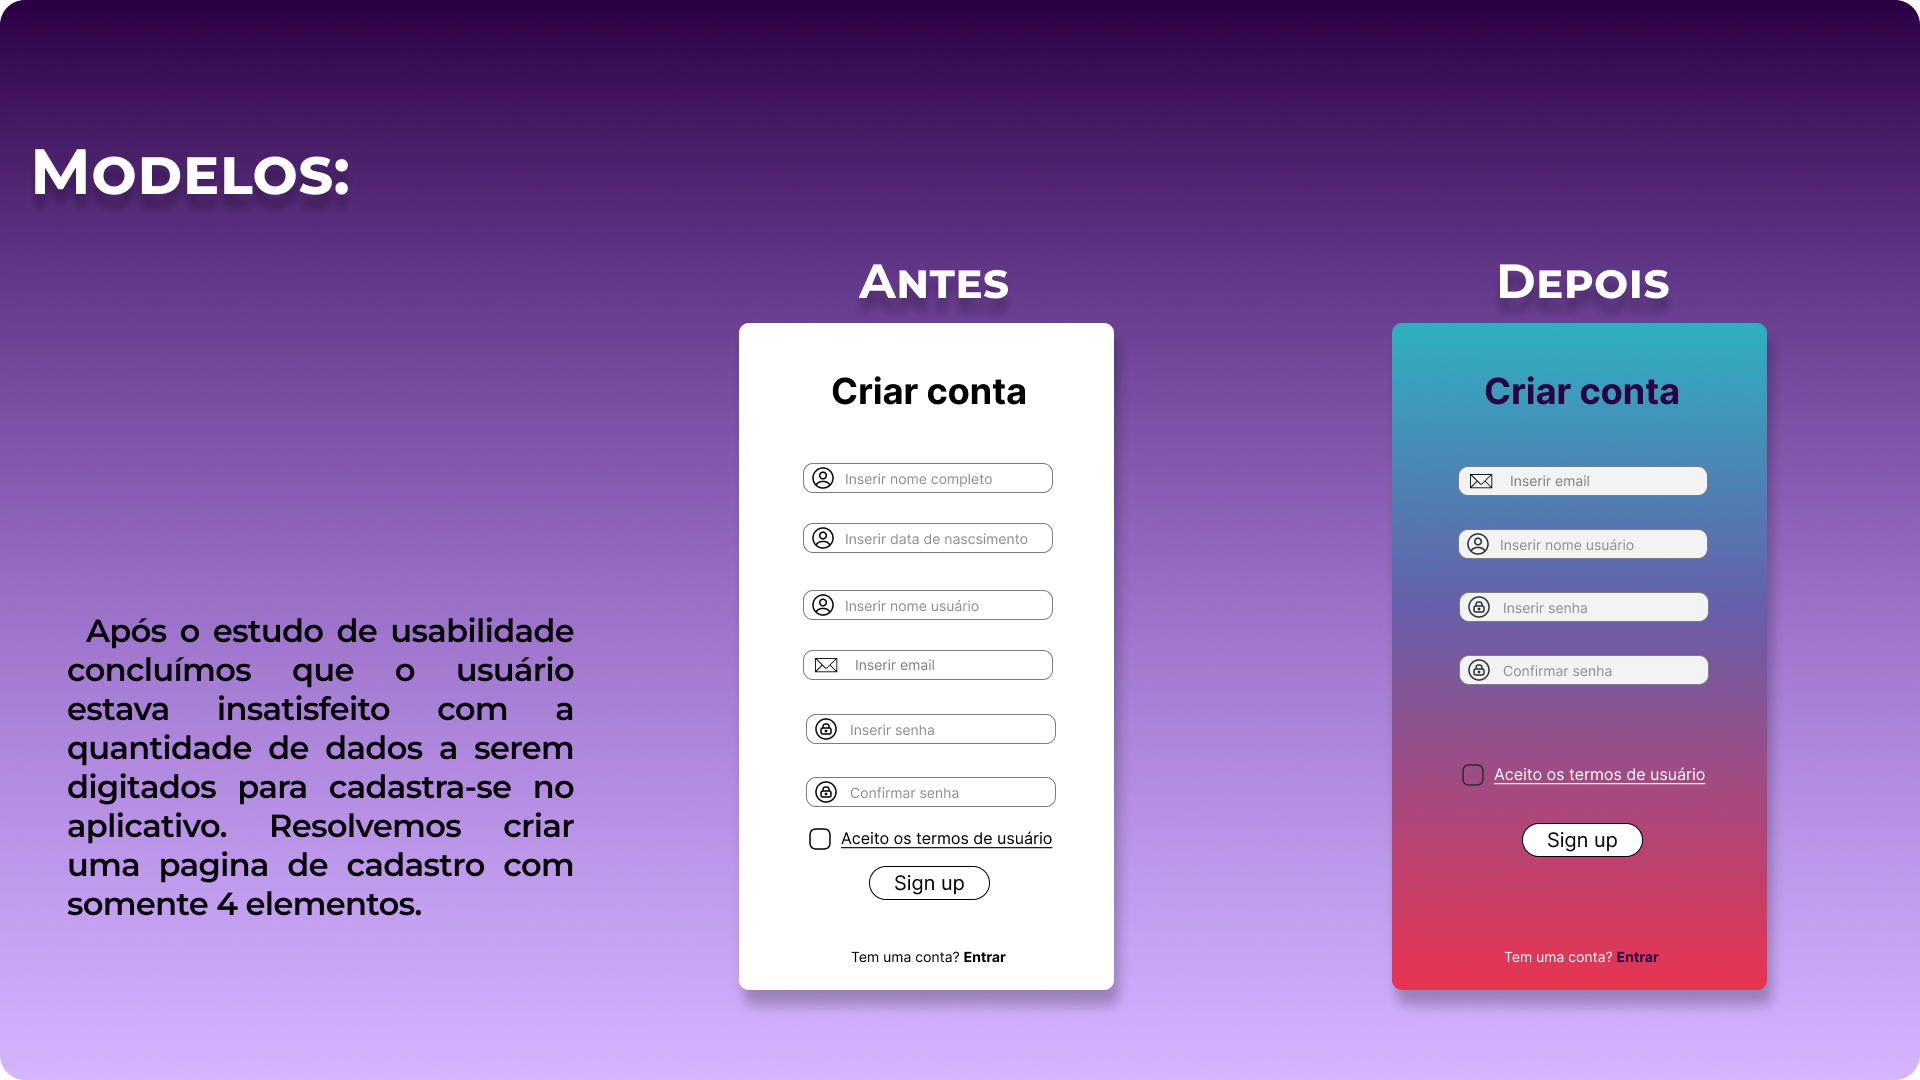 Modelos:
Após o estudo de usabilidade
concluímos que o usuário
estava insatisfeito com a
quantidade de dados a serem
digitados para cadastra-se no
aplicativo. Resolvemos criar
uma pagina de cadastro com
somente 4 elementos.
Antes
Criar conta
Inserir nome completo
Inserir data de nascsimento
Inserir nome usuário
Inserir email
Inserir senha
Confirmar senha
Aceito os termos de usuário
Sign up
Tem uma conta? Entrar
Depois
Criar conta
Inserir email
Inserir nome usuário
Inserir senha
Confirmar senha
Aceito os termos de usuário
Sign up
Tem uma conta? Entrar